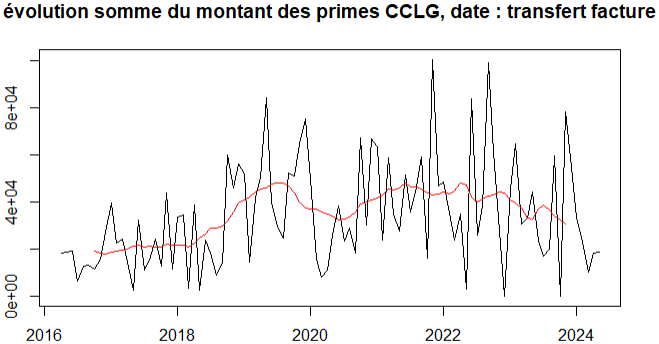 évolution somme du montant des primes CCLG, date : transfert facture
8e+04
4e+04
0e+00
2016 2018 2020 2022 2024